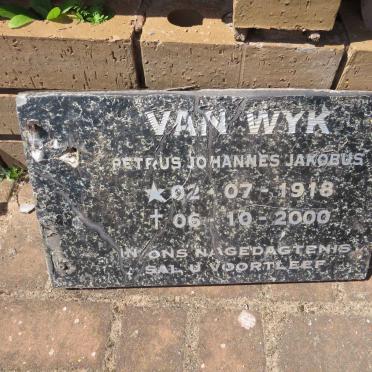 VAN WYK
PETRUS JOHANNES JAKOBUS
★ 02 - 07 - 1918
✝ 06 - 10 - 2000
IN ONS NAGEDAGTENIS
SAL U VOORTLEEF